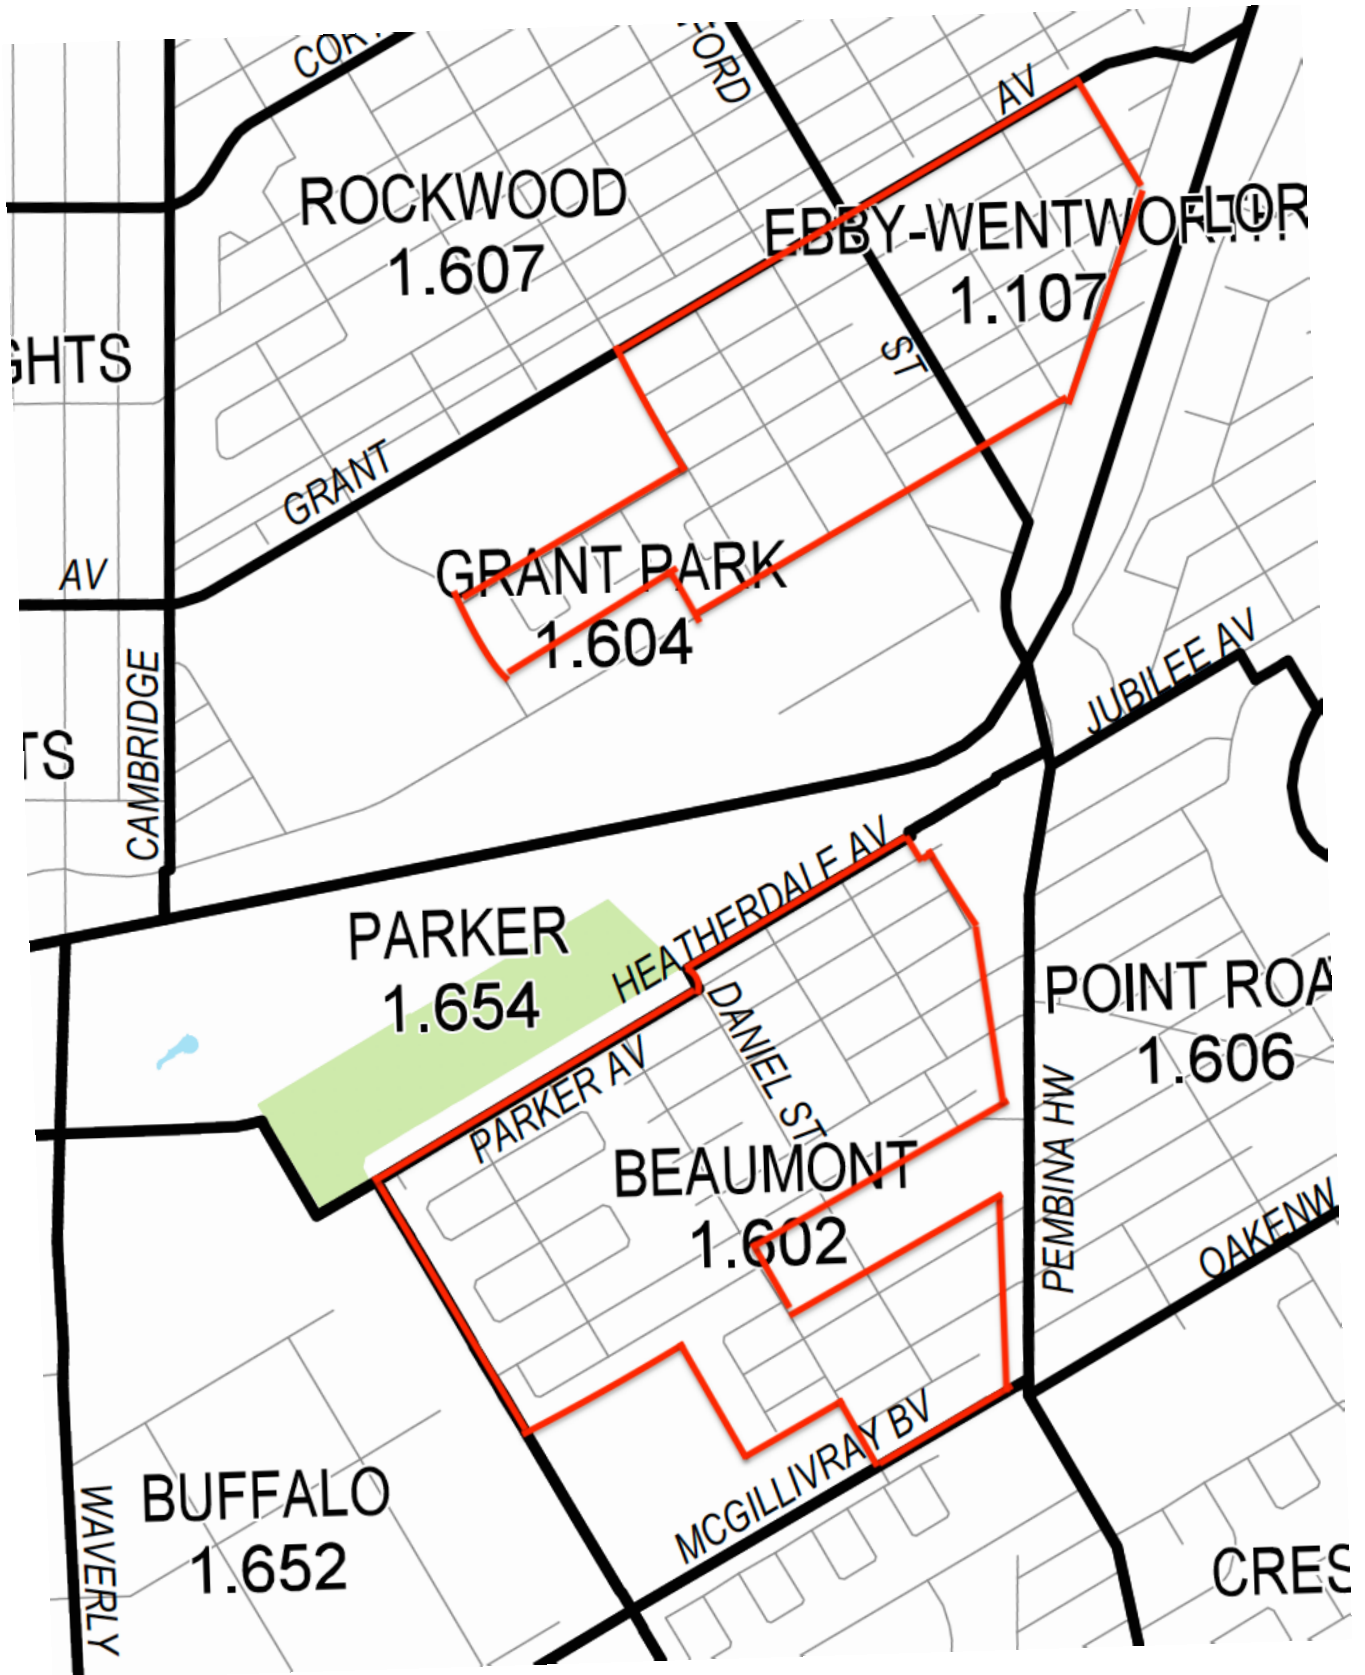 ROCKWOOD
1.607
AV
EBBY-WENTWORTH
1.107
ST
GRANT
AV
GRANT PARK
1.604
CAMBRIDGE
JUBILEE AV
HEATHERDALE AV
PARKER
1.654
PARKER AV
DANIEL ST
POINT ROA
1.606
PEMBINA HW
BEAUMONT
1.602
OAKENW
MCGILLIVRAY BV
BUFFALO
1.652
WAVERLY
CRES
GHTS
TS
LOR